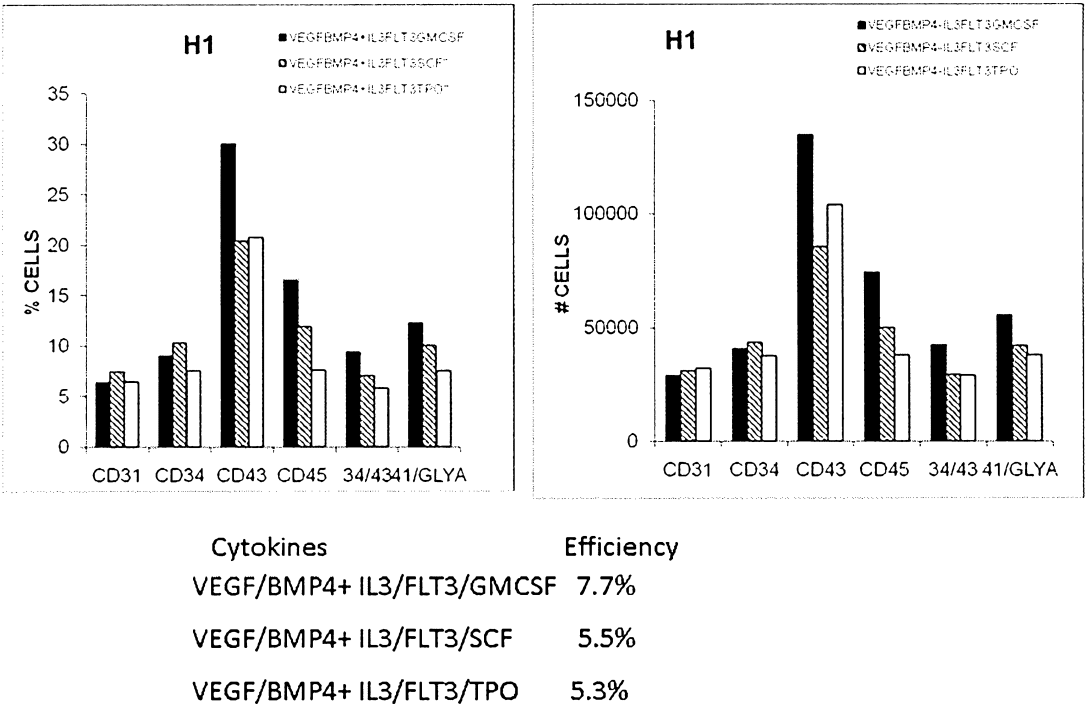 H1
VEGFBMP4+IL3FLT3GMCSF
VEGFBMP4+IL3FLT3SCF"
VEGFBMP4+IL3FLT3TPO"
% CELLS
35
30
25
20
15
10
5
0
CD31 CD34 CD43 CD45 34/43 41/GLYA
H1
VEGFBMP4-IL3FLT3GMCSF
VEGFBMP4-IL3FLT3SCF
VEGFBMP4-IL3FLT3TPO
# CELLS
150000
100000
50000
0
CD31 CD34 CD43 CD45 34/43 41/GLYA
Cytokines Efficiency
VEGF/BMP4+ IL3/FLT3/GMCSF 7.7%
VEGF/BMP4+ IL3/FLT3/SCF 5.5%
VEGF/BMP4+ IL3/FLT3/TPO 5.3%